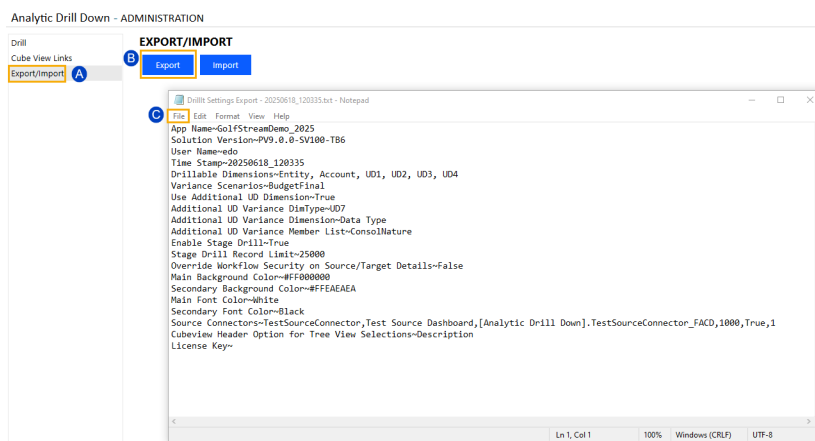 Analytic Drill Down - ADMINISTRATION
Drill
Cube View Links
Export/Import A
EXPORT/IMPORT
B Export Import
DrillIt Settings Export - 20250618_120335.txt - Notepad
C File Edit Format View Help
App Name~GolfStreamDemo_2025
Solution Version~PV9.0.0-SV100-TB6
User Name~edo
Time Stamp~20250618_120335
Drillable Dimensions~Entity, Account, UD1, UD2, UD3, UD4
Variance Scenarios~BudgetFinal
Use Additional UD Dimension~True
Additional UD Variance DimType~UD7
Additional UD Variance Dimension~Data Type
Additional UD Variance Member List~ConsolNature
Enable Stage Drill~True
Stage Drill Record Limit~25000
Override Workflow Security on Source/Target Details~False
Main Background Color~#FF000000
Secondary Background Color~#FFEAEAEA
Main Font Color~White
Secondary Font Color~Black
Source Connectors~TestSourceConnector,Test Source Dashboard,[Analytic Drill Down].TestSourceConnector_FACD,1000,True,1
Cubeview Header Option for Tree View Selections~Description
License Key~
Ln 1, Col 1 100% Windows (CRLF) UTF-8